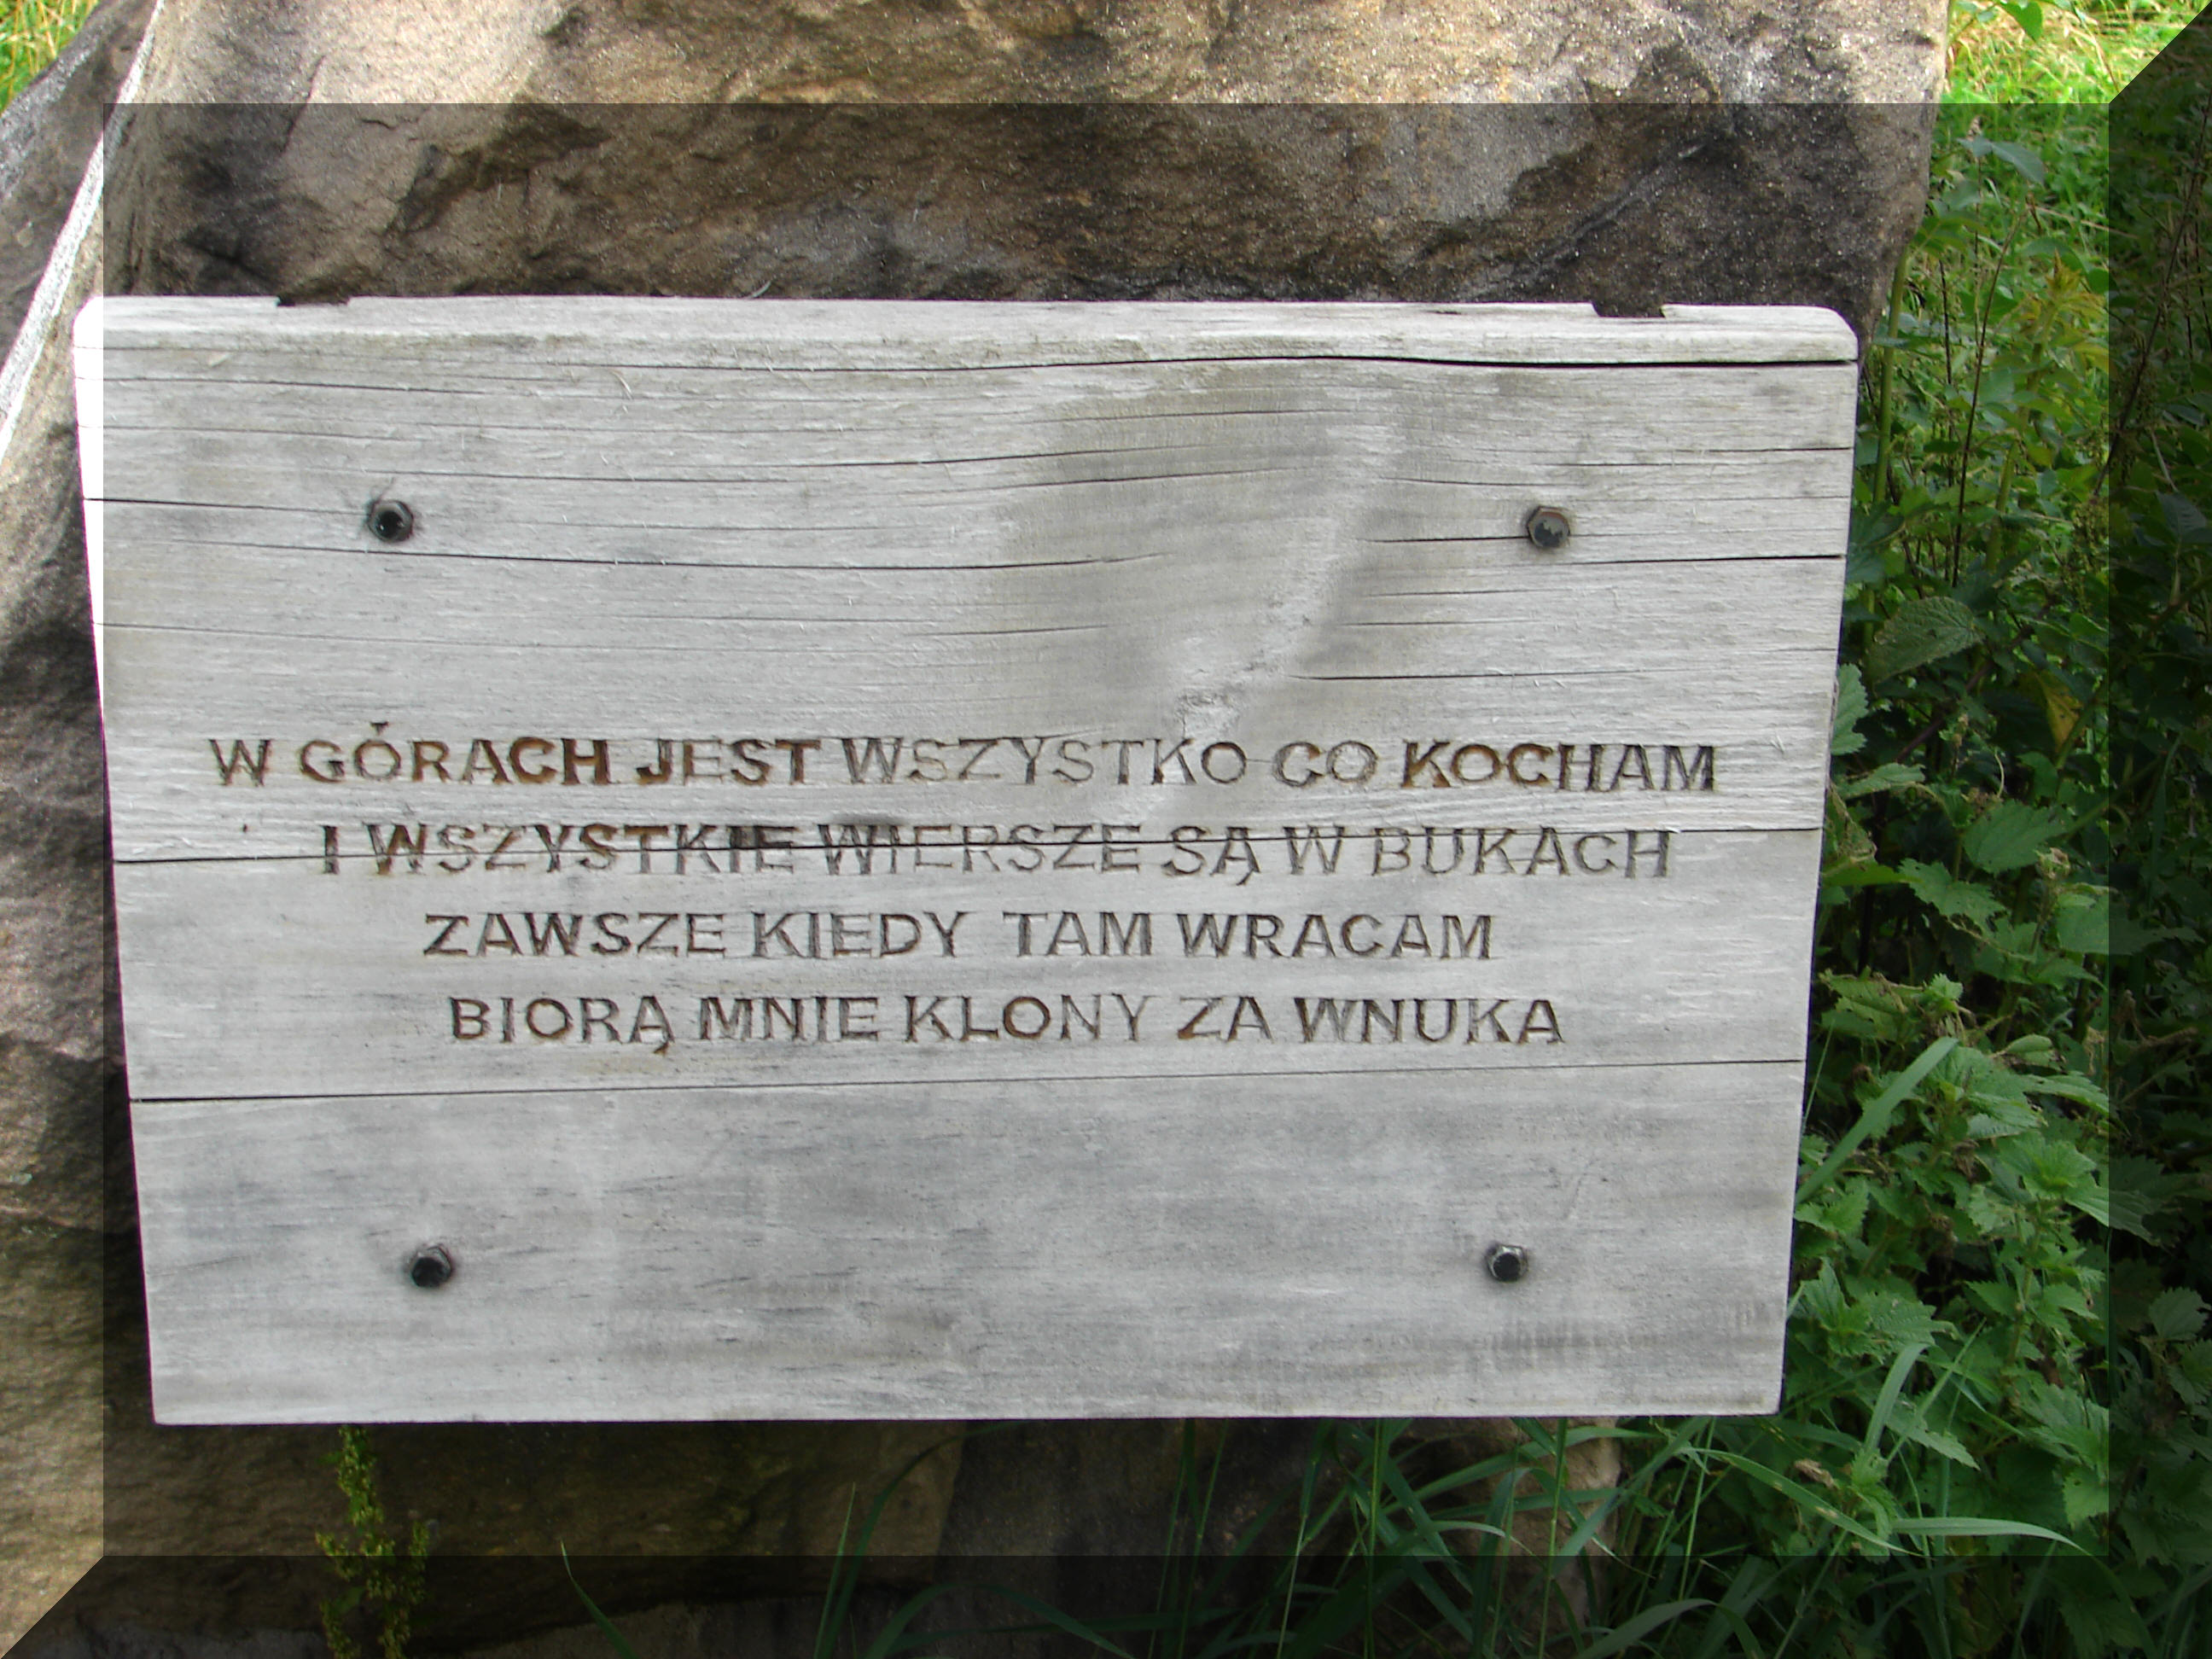 W GÓRACH JEST WSZYSTKO CO KOCHAM
I WSZYSTKIE WIERSZE SĄ W BUKACH
ZAWSZE KIEDY TAM WRACAM
BIORĄ MNIE KLONY ZA WNUKA